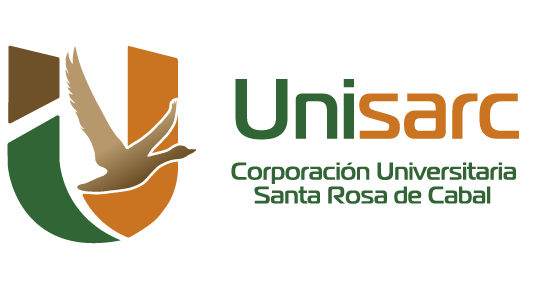 Unisarc
Corporación Universitaria
Santa Rosa de Cabal